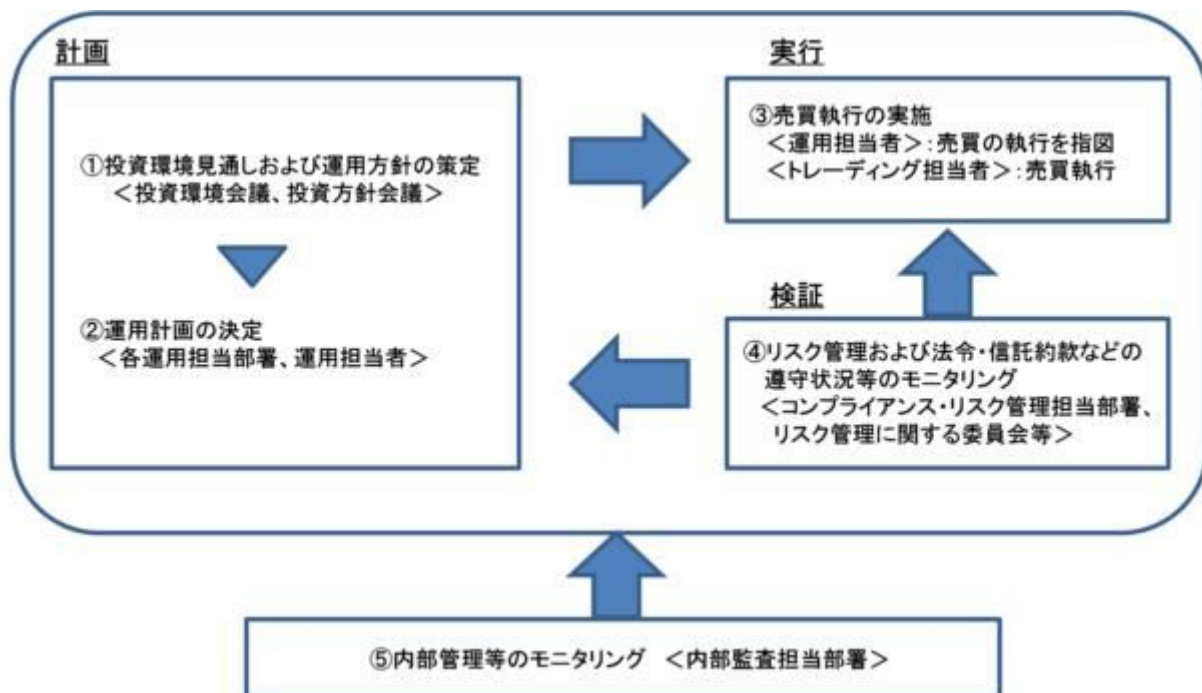 計画
①投資環境見通しおよび運用方針の策定
＜投資環境会議、投資方針会議＞
②運用計画の決定
＜各運用担当部署、運用担当者＞
実行
③売買執行の実施
＜運用担当者＞：売買の執行を指図
＜トレーディング担当者＞：売買執行
検証
④リスク管理および法令・信託約款などの
遵守状況等のモニタリング
＜コンプライアンス・リスク管理担当部署、
リスク管理に関する委員会等＞
⑤内部管理等のモニタリング　＜内部監査担当部署＞